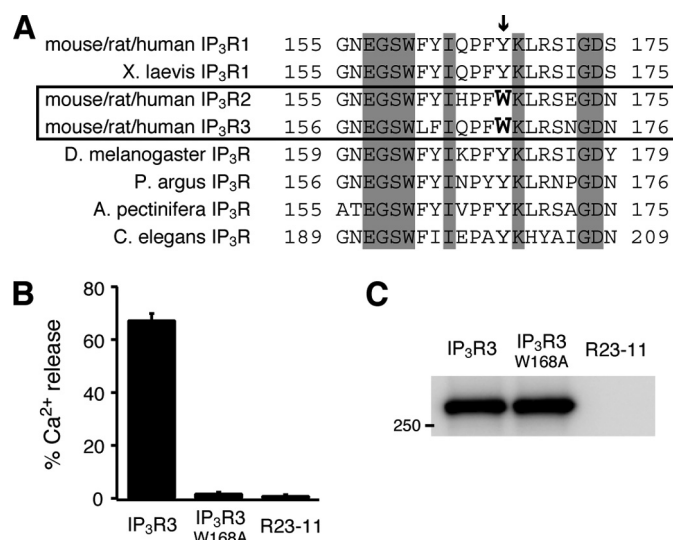 A
mouse/rat/human IP₃R1 155 GNEGSWFYIQPFYKLRSIGDS 175
X. laevis IP₃R1 155 GNEGSWFYIQPFYKLRSIGDS 175
mouse/rat/human IP₃R2 155 GNEGSWFYIHPFWKLRSEGDN 175
mouse/rat/human IP₃R3 156 GNEGSWLFIQPFWKLRSNGDN 176
D. melanogaster IP₃R 159 GNEGSWFYIKPFYKLRSIGDY 179
P. argus IP₃R 156 GNEGSWFYINPYYKLRNPGDN 176
A. pectinifera IP₃R 155 ATEGSWFYIVPFYKLRSAGDN 175
C. elegans IP₃R 189 GNEGSWFIIEPAYKHYAIGDN 209
B
% Ca²⁺ release
80
60
40
20
0
IP₃R3
IP₃R3 W168A
R23-11
C
IP₃R3
IP₃R3 W168A
R23-11
250